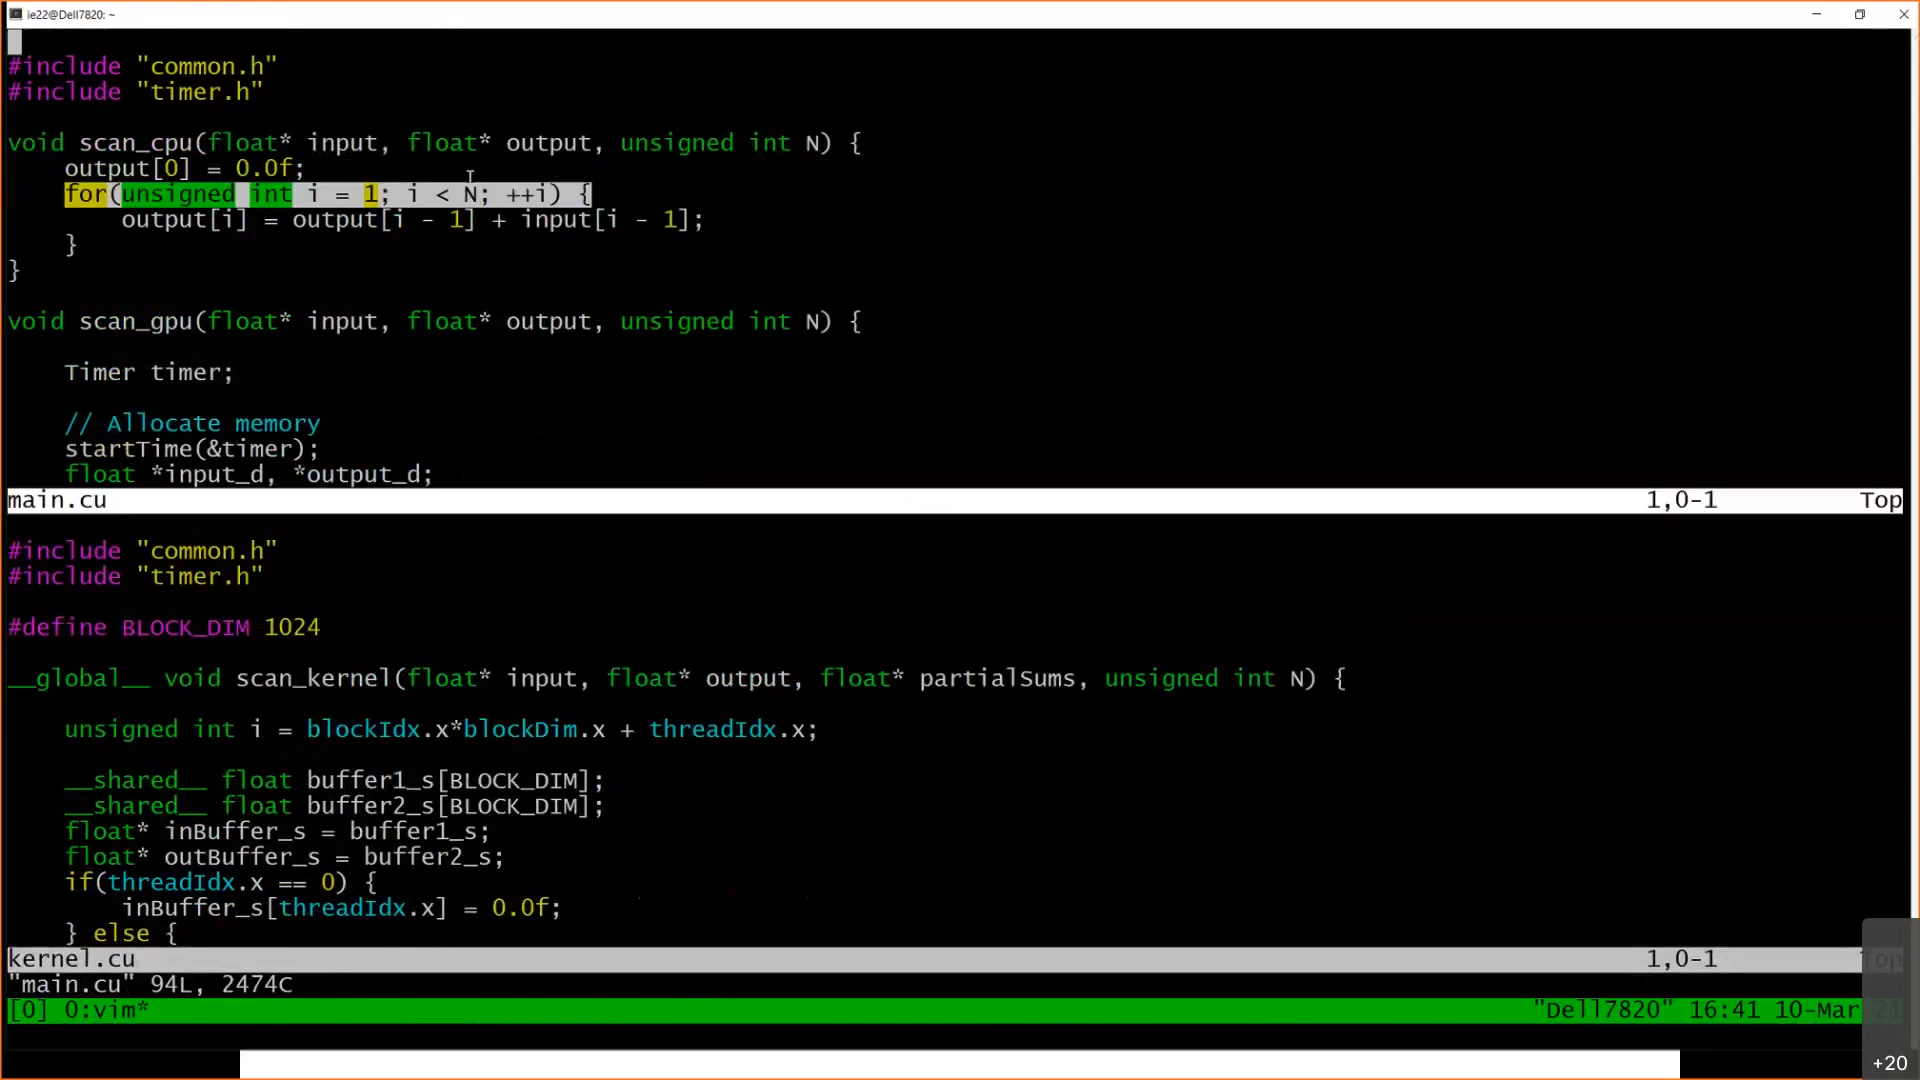 ie22@Dell7820: ~
#include "common.h"
#include "timer.h"
void scan_cpu(float* input, float* output, unsigned int N) {
    output[0] = 0.0f;
    for(unsigned int i = 1; i < N; ++i) {
        output[i] = output[i - 1] + input[i - 1];
    }
}
void scan_gpu(float* input, float* output, unsigned int N) {
    Timer timer;
    // Allocate memory
    startTime(&timer);
    float *input_d, *output_d;
main.cu 1,0-1 Top
#include "common.h"
#include "timer.h"
#define BLOCK_DIM 1024
__global__ void scan_kernel(float* input, float* output, float* partialSums, unsigned int N) {
    unsigned int i = blockIdx.x*blockDim.x + threadIdx.x;
    __shared__ float buffer1_s[BLOCK_DIM];
    __shared__ float buffer2_s[BLOCK_DIM];
    float* inBuffer_s = buffer1_s;
    float* outBuffer_s = buffer2_s;
    if(threadIdx.x == 0) {
        inBuffer_s[threadIdx.x] = 0.0f;
    } else {
kernel.cu 1,0-1 Top
"main.cu" 94L, 2474C
[0] 0:vim* "Dell7820" 16:41 10-Mar-21
+20